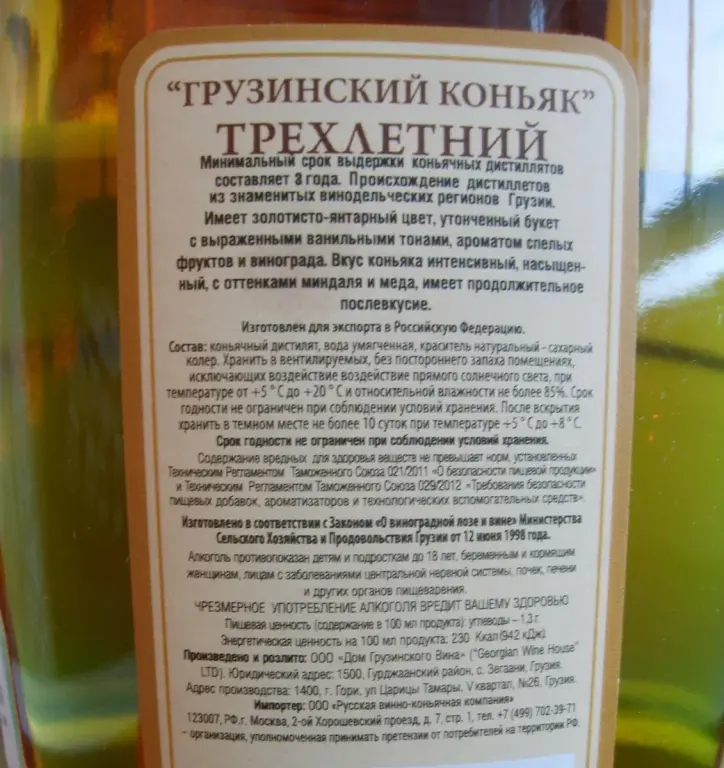 "ГРУЗИНСКИЙ КОНЬЯК"
ТРЕХЛЕТНИЙ
Минимальный срок выдержки коньячных дистиллятов
составляет 3 года. Происхождение дистиллетов
из знаменитых винодельческих регионов Грузии.
Имеет золотисто-янтарный цвет, утонченный букет
с выраженными ванильными тонами, ароматом спелых
фруктов и винограда. Вкус коньяка интенсивный, насыщен-
ный, с оттенками миндаля и меда, имеет продолжительное
послевкусие.
Изготовлен для экспорта в Российскую Федерацию.
Состав: коньячный дистилят, вода умягченная, краситель натуральный - сахарный
колер. Хранить в вентилируемых, без постороннего запаха помещениях,
исключающих воздействие воздействие прямого солнечного света, при
температуре от +5°С до +20°С и относительной влажности не более 85%. Срок
годности не ограничен при соблюдении условий хранения. После вскрытия
хранить в темном месте не более 10 суток при температуре +5°С до +8°С.
Срок годности не ограничен при соблюдении условий хранения.
Содержание вредных для здоровья веществ не превышает норм, установленных
Техническим Регламентом Таможенного Союза 021/2011 «О безопасности пищевой продукции»
и Техническим Регламентом Таможенного Союза 029/2012 «Требования безопасности
пищевых добавок, ароматизаторов и технологических вспомогательных средств».
Изготовлено в соответствии с Законом «О виноградной лозе и вине» Министерства
Сельского Хозяйства и Продовольствия Грузии от 12 июня 1998 года.
Алкоголь противопоказан детям и подросткам до 18 лет, беременным и кормящим
женщинам, лицам с заболеваниями центральной нервной системы, почек, печени
и других органов пищеварения.
ЧРЕЗМЕРНОЕ УПОТРЕБЛЕНИЕ АЛКОГОЛЯ ВРЕДИТ ВАШЕМУ ЗДОРОВЬЮ
Пищевая ценность (содержание в 100 мл продукта): углеводы – 1,3 г.
Энергетическая ценность на 100 мл продукта: 230 Ккал (942 кДж).
Произведено и розлито: ООО «Дом Грузинского Вина» ("Georgian Wine House"
LTD). Юридический адрес: 1500, Гурджаанский район, с. Зегаани, Грузия.
Адрес производства: 1400, г. Гори, ул Царицы Тамары, V квартал, №26, Грузия.
Импортер: ООО «Русская винно-коньячная компания»
123007, РФ,г. Москва, 2-ой Хорошевский проезд, д. 7, стр. 1, тел. +7 (499) 702-39-71
– организация, уполномоченная принимать претензии от потребителей на территории РФ.